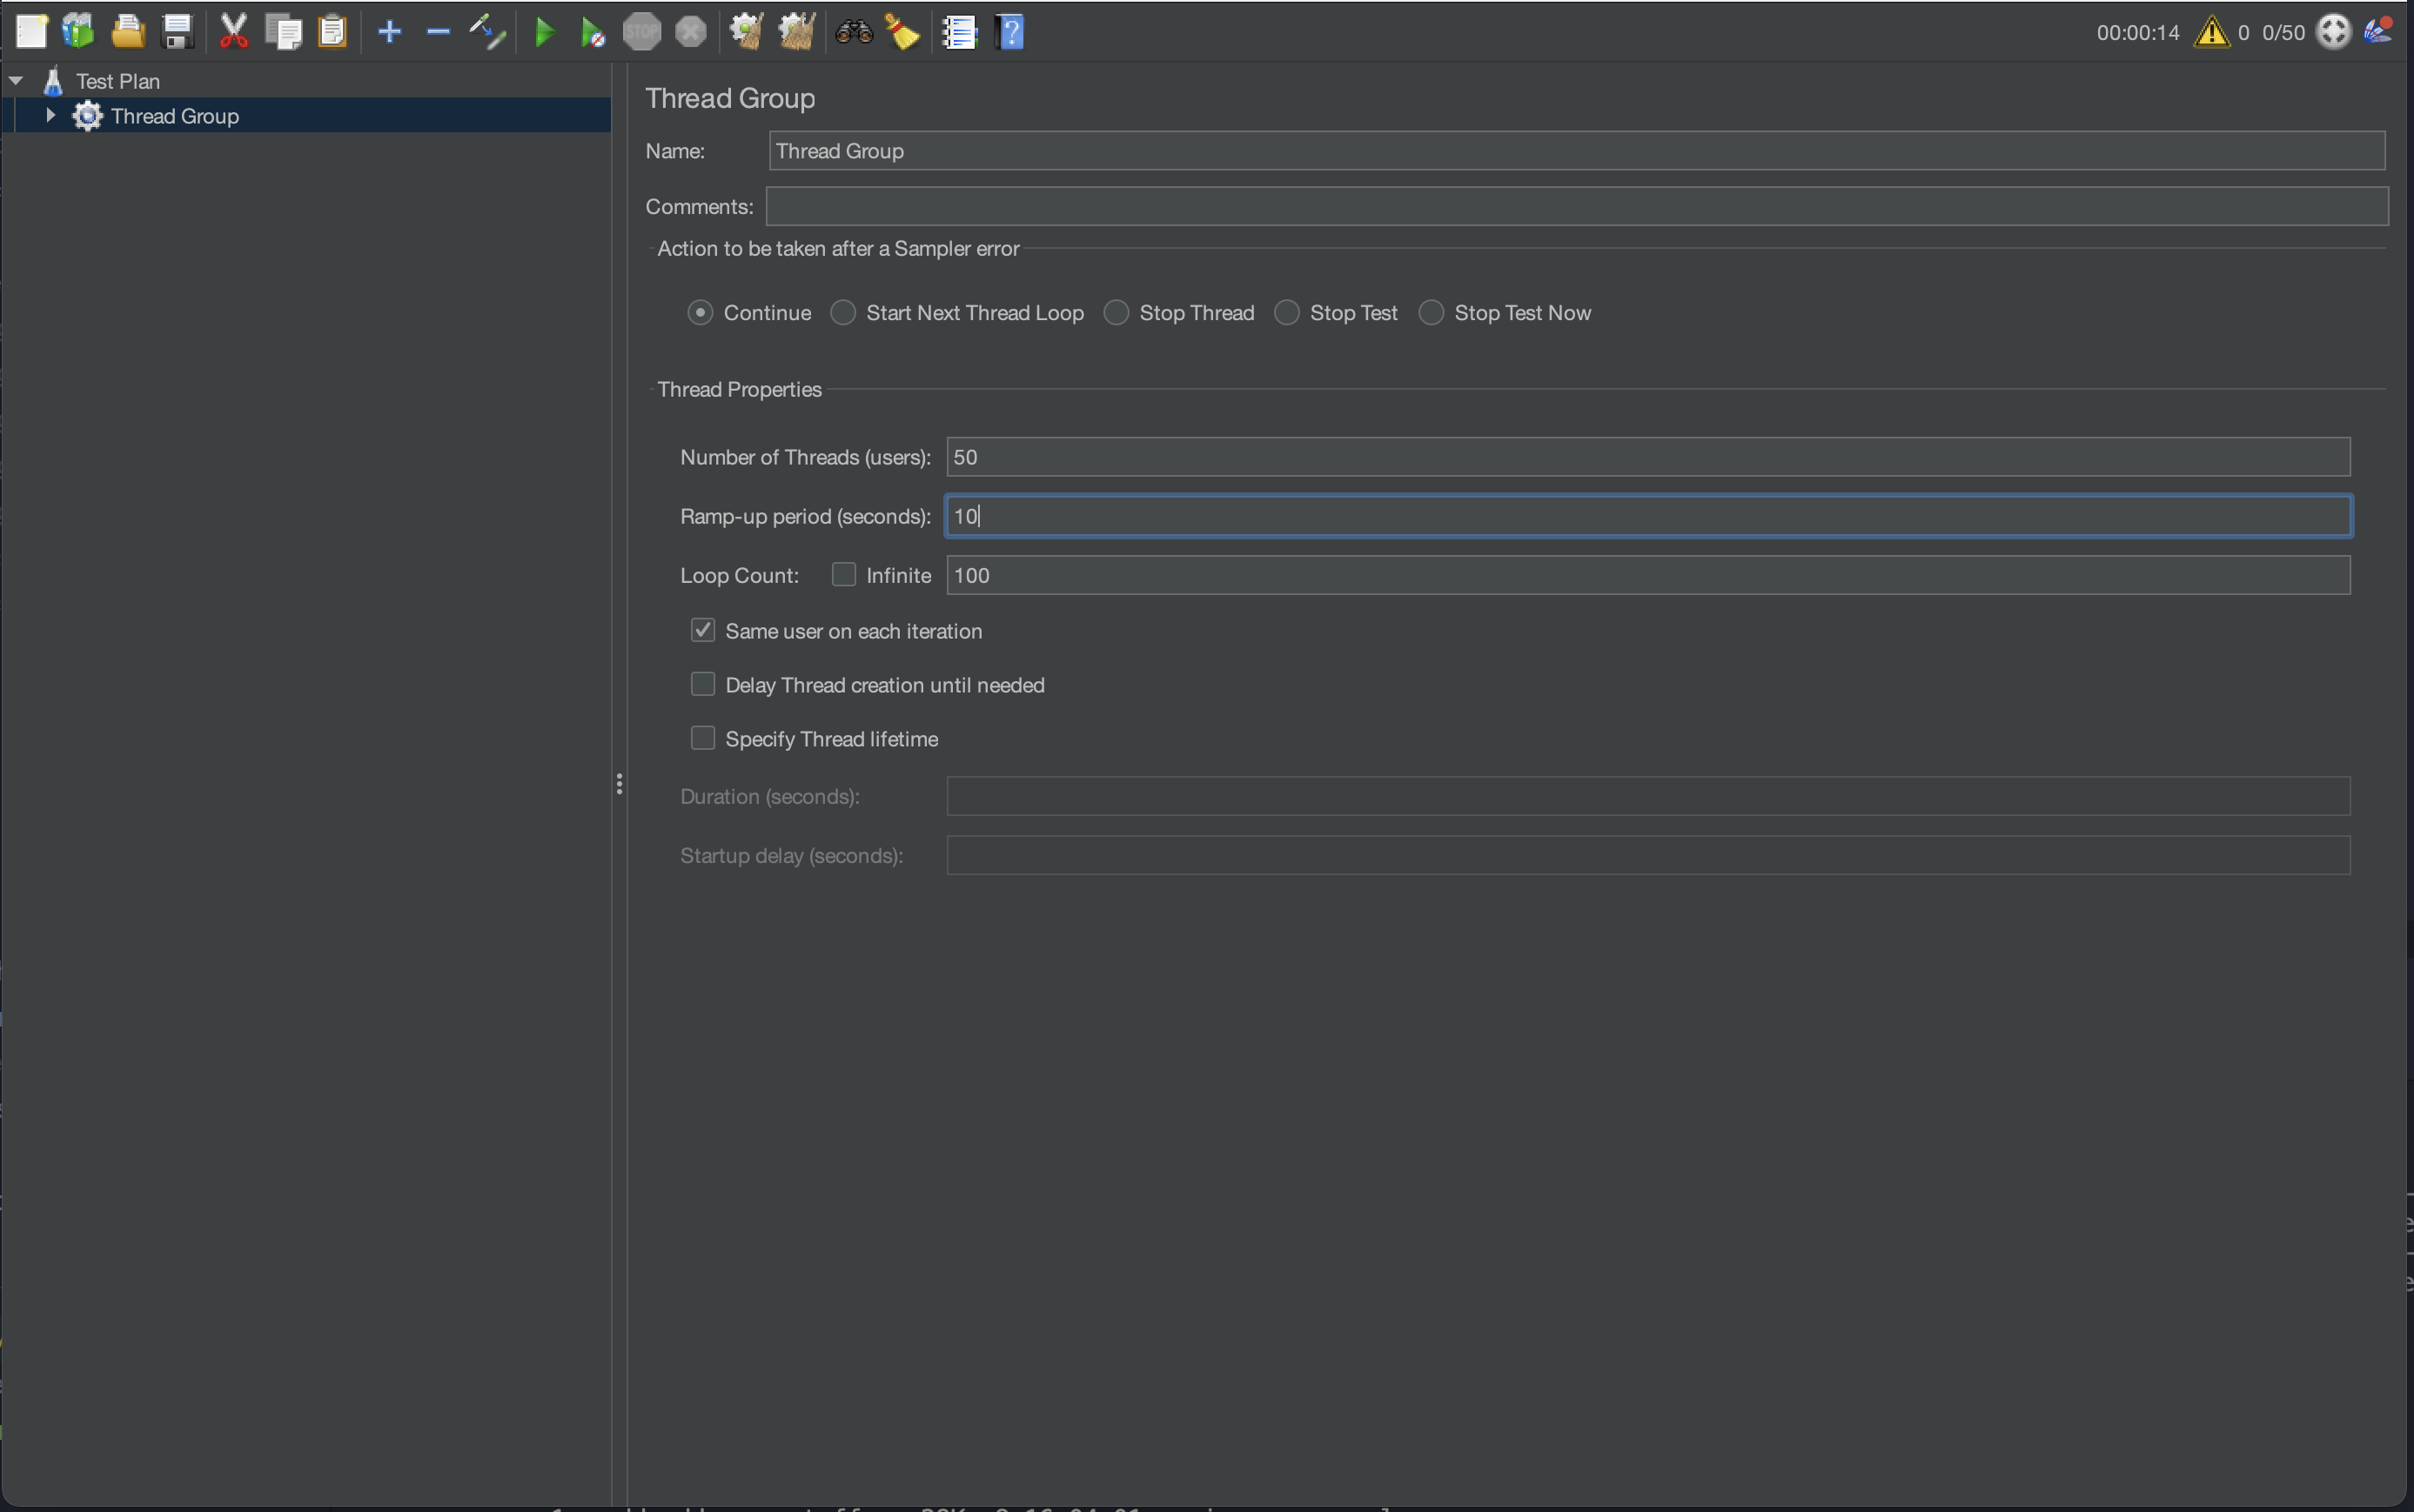 STOP
00:00:14 0 0/50
Test Plan
Thread Group
Thread Group
Name: Thread Group
Comments:
Action to be taken after a Sampler error
Continue Start Next Thread Loop Stop Thread Stop Test Stop Test Now
Thread Properties
Number of Threads (users): 50
Ramp-up period (seconds): 10
Loop Count: Infinite 100
Same user on each iteration
Delay Thread creation until needed
Specify Thread lifetime
Duration (seconds):
Startup delay (seconds):